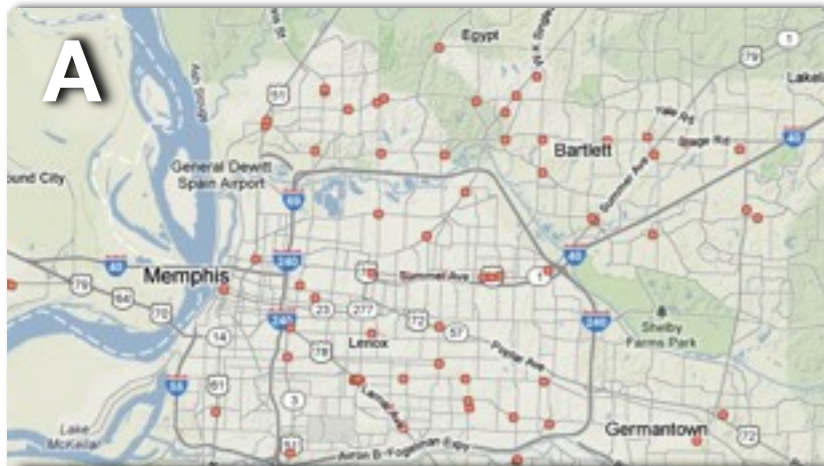 A
Egypt
1
79
51
Lakel
Yale Rd
Stage Rd
40
Bartlett
Summer Ave
General Dewitt
Spain Airport
ound City
40
240
40
Memphis
Summer Ave
1
79
64
70
240
23
277
72
57
240
Shelby
Farms Park
14
78
Lenox
Poplar Ave
55
61
Lamar Ave
3
Lake
McKellar
Germantown
72
51
Avron B Fogelman Expy